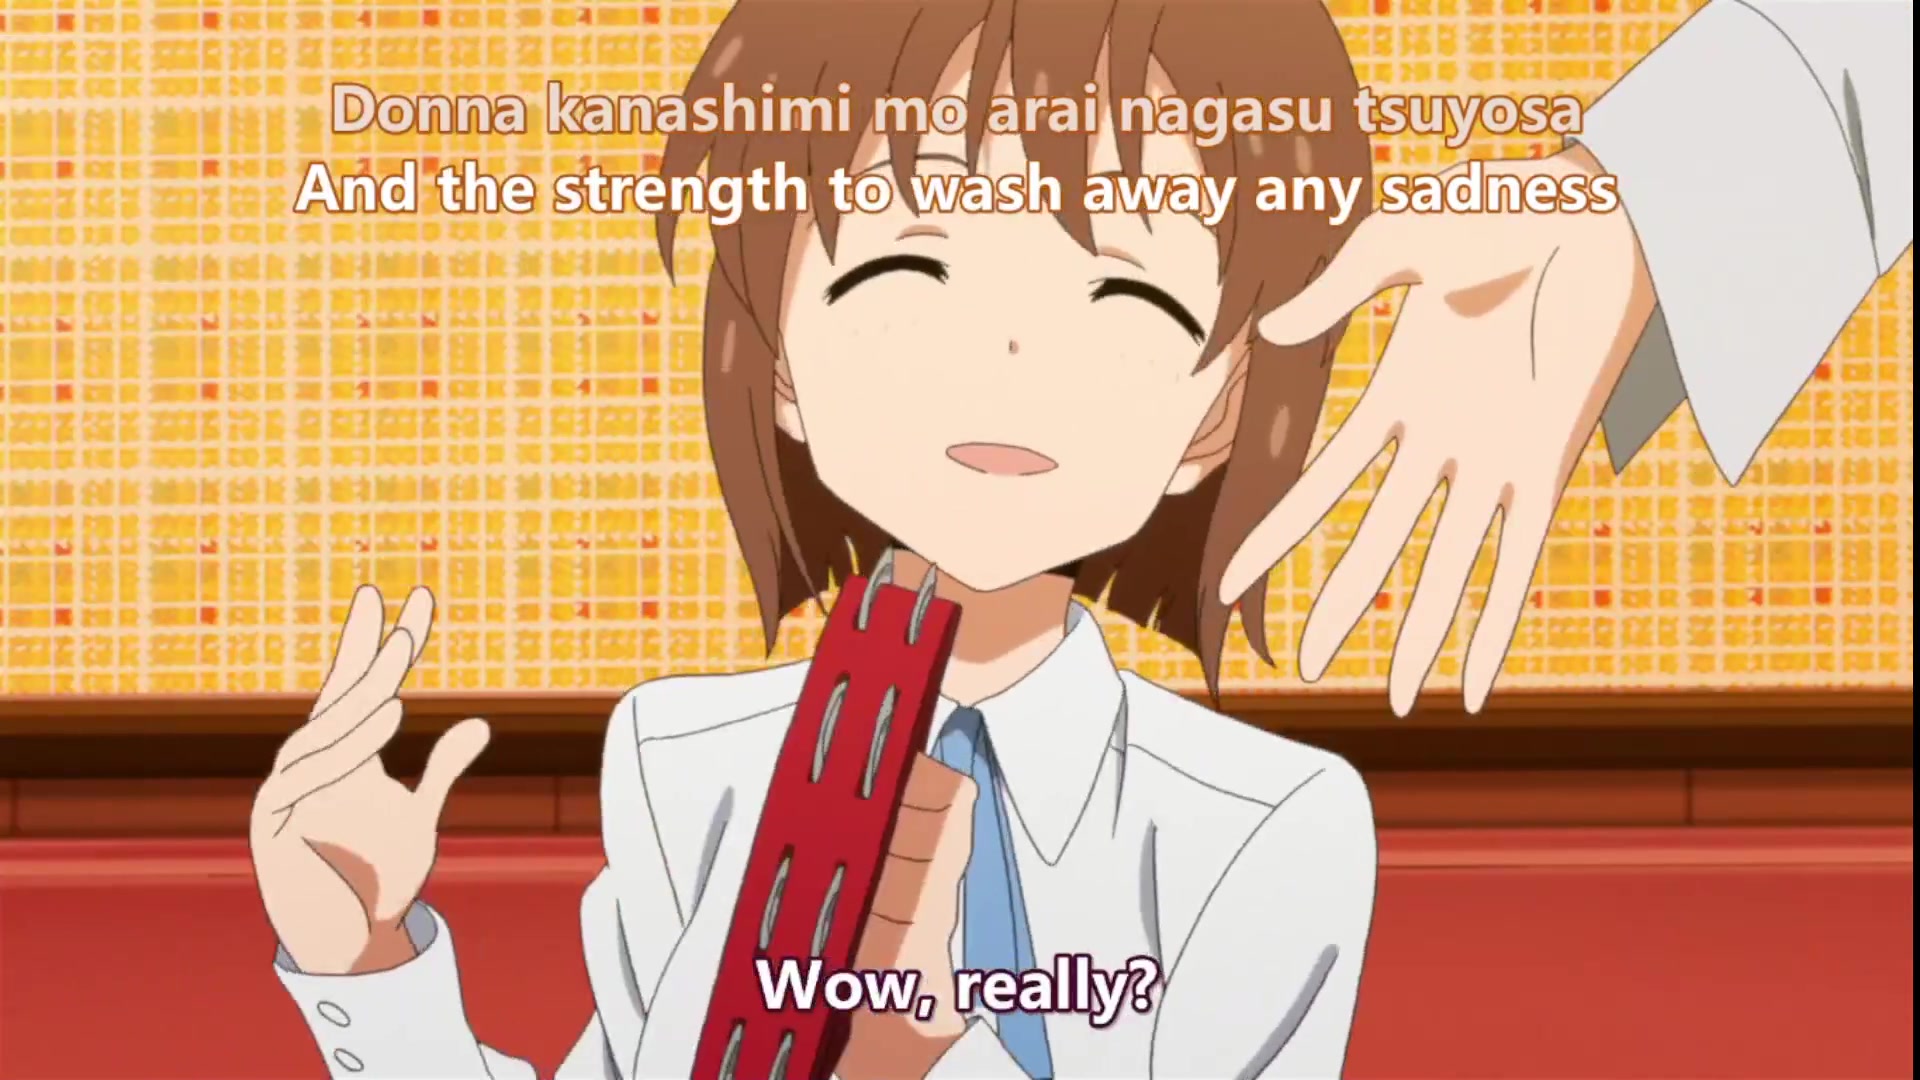 Donna kanashimi mo arai nagasu tsuyosa
And the strength to wash away any sadness
Wow, really?